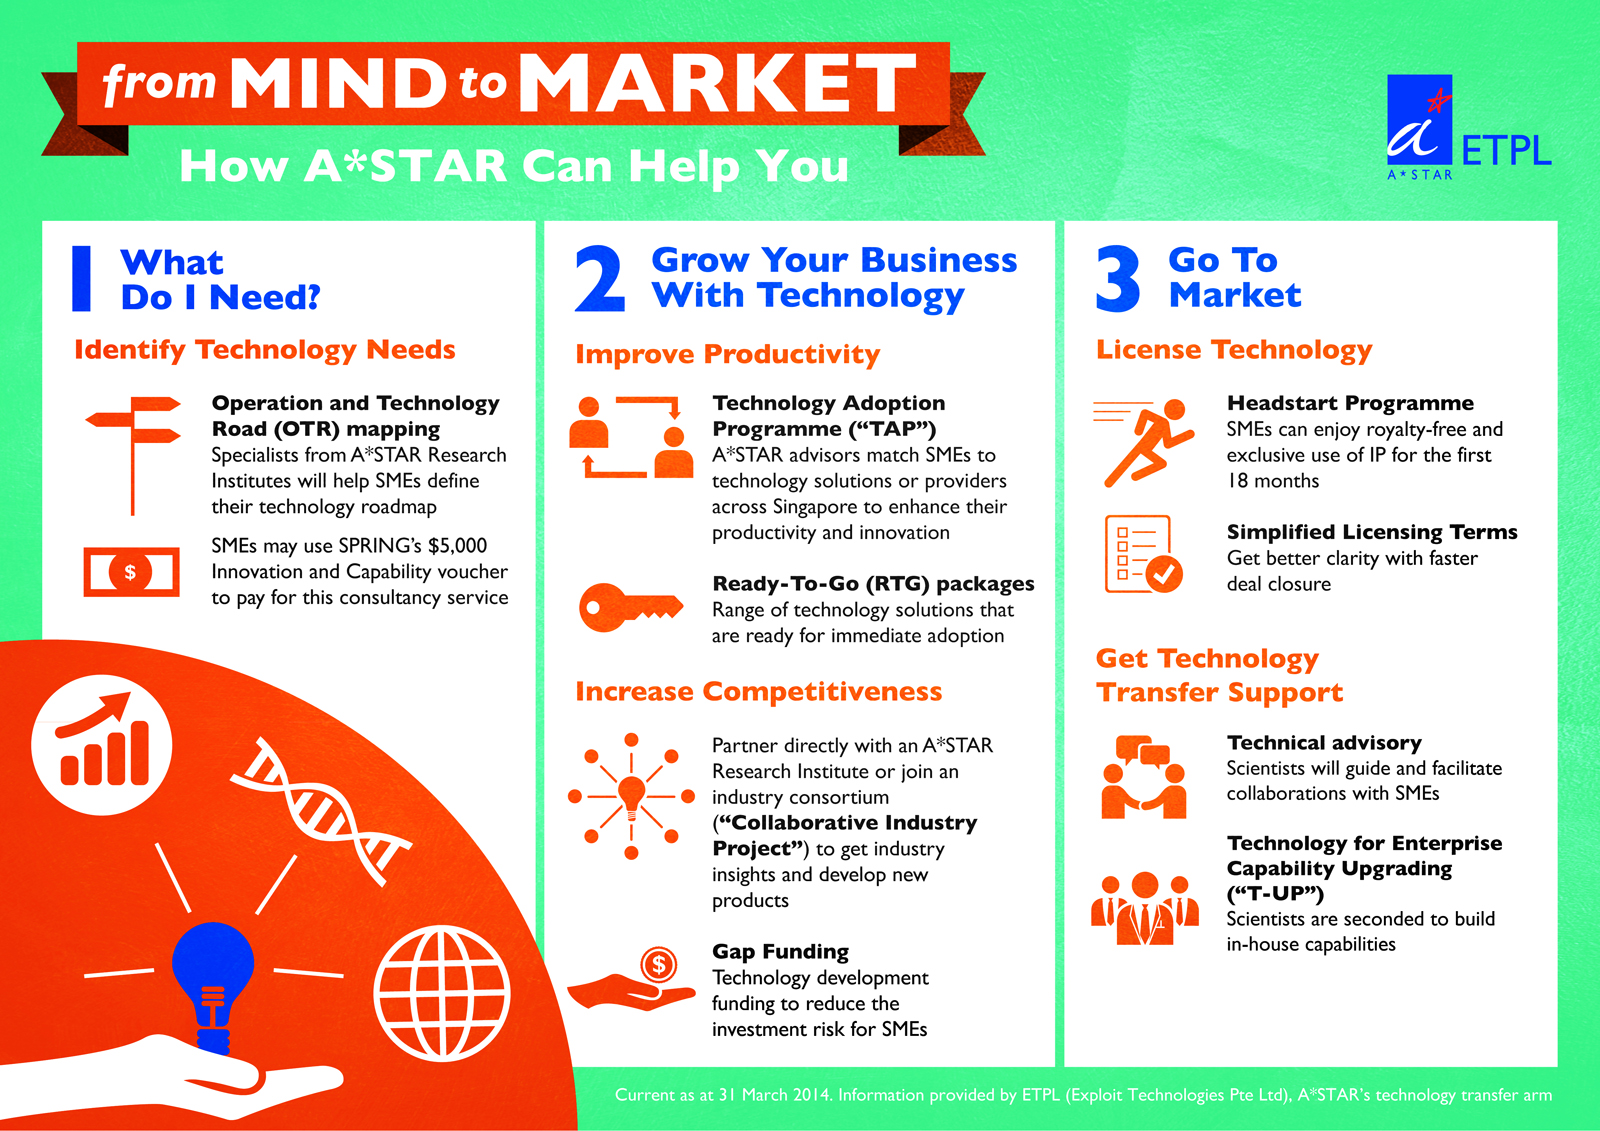 from MIND to MARKET
How A*STAR Can Help You
a
A*STAR
ETPL
1
What
Do I Need?
Identify Technology Needs
Operation and Technology
Road (OTR) mapping
Specialists from A*STAR Research
Institutes will help SMEs define
their technology roadmap
$
SMEs may use SPRING's $5,000
Innovation and Capability voucher
to pay for this consultancy service
2
Grow Your Business
With Technology
Improve Productivity
Technology Adoption
Programme (“TAP”)
A*STAR advisors match SMEs to
technology solutions or providers
across Singapore to enhance their
productivity and innovation
Ready-To-Go (RTG) packages
Range of technology solutions that
are ready for immediate adoption
Increase Competitiveness
Partner directly with an A*STAR
Research Institute or join an
industry consortium
(“Collaborative Industry
Project”) to get industry
insights and develop new
products
$
Gap Funding
Technology development
funding to reduce the
investment risk for SMEs
3
Go To
Market
License Technology
Headstart Programme
SMEs can enjoy royalty-free and
exclusive use of IP for the first
18 months
Simplified Licensing Terms
Get better clarity with faster
deal closure
Get Technology
Transfer Support
Technical advisory
Scientists will guide and facilitate
collaborations with SMEs
Technology for Enterprise
Capability Upgrading
(“T-UP”)
Scientists are seconded to build
in-house capabilities
Current as at 31 March 2014. Information provided by ETPL (Exploit Technologies Pte Ltd), A*STAR's technology transfer arm